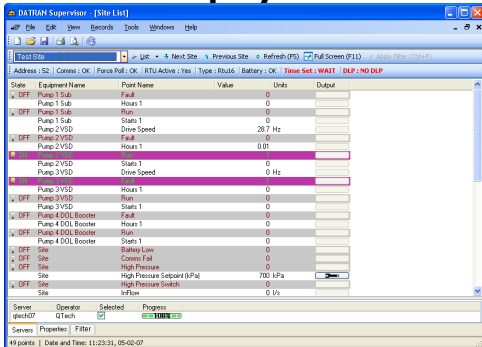 DATRAN Supervisor - [Site List]
File Edit View Records Tools Windows Help
Test Site List Next Site Previous Site Refresh (F5) Full Screen (F11) Apply Filter (Ctrl+F)
Address : 52 Comms : OK Force Poll : OK RTU Active : Yes Type : Rtu16 Battery : OK Time Set : WAIT DLP : NO DLP
State Equipment Name Point Name Value Units Output
OFF Pump 1 Sub Fault 0
Pump 1 Sub Hours 1 0
OFF Pump 1 Sub Run 0
Pump 1 Sub Starts 1 0
Pump 2 VSD Drive Speed 28.7 Hz
OFF Pump 2 VSD Fault 0
Pump 2 VSD Hours 1 0.01
ON Pump 2 VSD Run
Pump 2 VSD Starts 1 0
Pump 3 VSD Drive Speed 0 Hz
ON Pump 3 VSD Fault
Pump 3 VSD Hours 1 0
OFF Pump 3 VSD Run 0
Pump 3 VSD Starts 1 0
OFF Pump 4 DOL Booster Fault 0
Pump 4 DOL Booster Hours 1 0
OFF Pump 4 DOL Booster Run 0
Pump 4 DOL Booster Starts 1 0
OFF Site Battery Low 0
OFF Site Comms Fail 0
OFF Site High Pressure 0
Site High Pressure Setpoint (kPa) 700 kPa
OFF Site High Pressure Switch 0
Site InFlow 0 l/s
Server Operator Selected Progress
qtech07 QTech 100%
Servers Properties Filter
49 points Date and Time: 11:23:31, 05-02-07